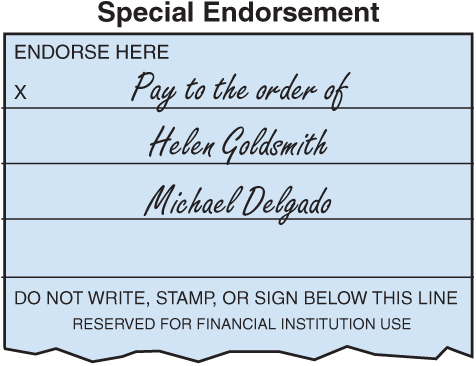 Special Endorsement
ENDORSE HERE
X Pay to the order of
Helen Goldsmith
Michael Delgado
DO NOT WRITE, STAMP, OR SIGN BELOW THIS LINE
RESERVED FOR FINANCIAL INSTITUTION USE